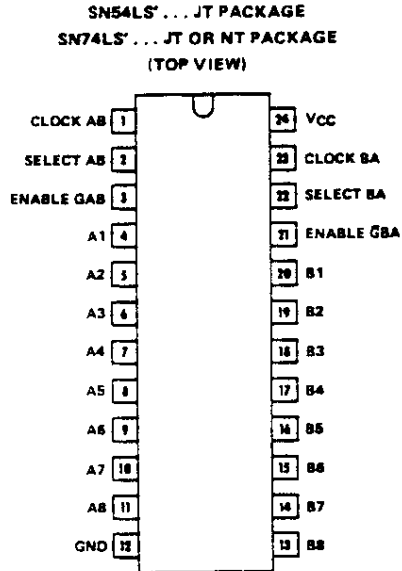 SN54LS' . . . JT PACKAGE
SN74LS' . . . JT OR NT PACKAGE
(TOP VIEW)
CLOCK AB 1 24 VCC
SELECT AB 2 23 CLOCK BA
ENABLE GAB 3 22 SELECT BA
A1 4 21 ENABLE G̅BA
A2 5 20 B1
A3 6 19 B2
A4 7 18 B3
A5 8 17 B4
A6 9 16 B5
A7 10 15 B6
A8 11 14 B7
GND 12 13 B8